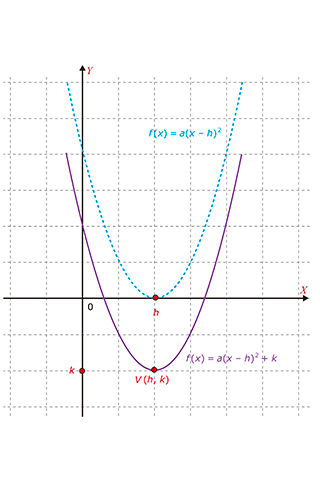 Y
f(x) = a(x – h)²
X
0
h
f(x) = a(x – h)² + k
k
V(h, k)